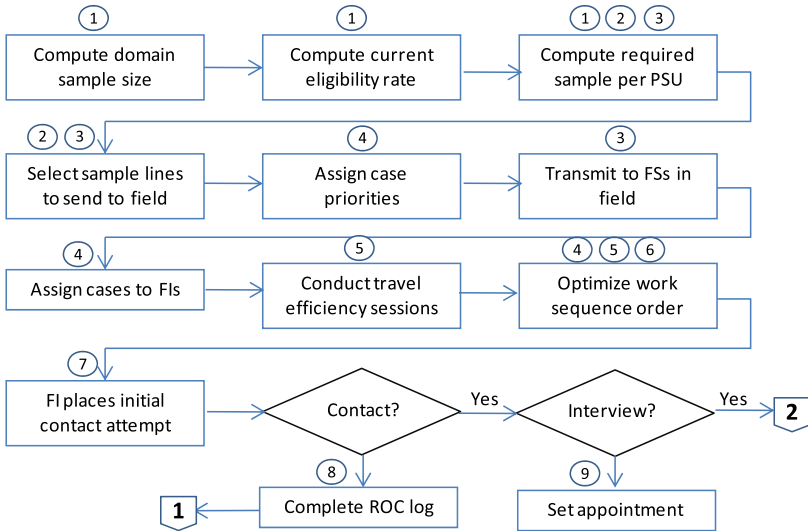 1
1
1 2 3
Compute domain
sample size
Compute current
eligibility rate
Compute required
sample per PSU
2 3
4
3
Select sample lines
to send to field
Assign case
priorities
Transmit to FSs in
field
4
5
4 5 6
Assign cases to FIs
Conduct travel
efficiency sessions
Optimize work
sequence order
7
FI places initial
contact attempt
Contact?
Yes
Interview?
Yes
2
8
9
1
Complete ROC log
Set appointment